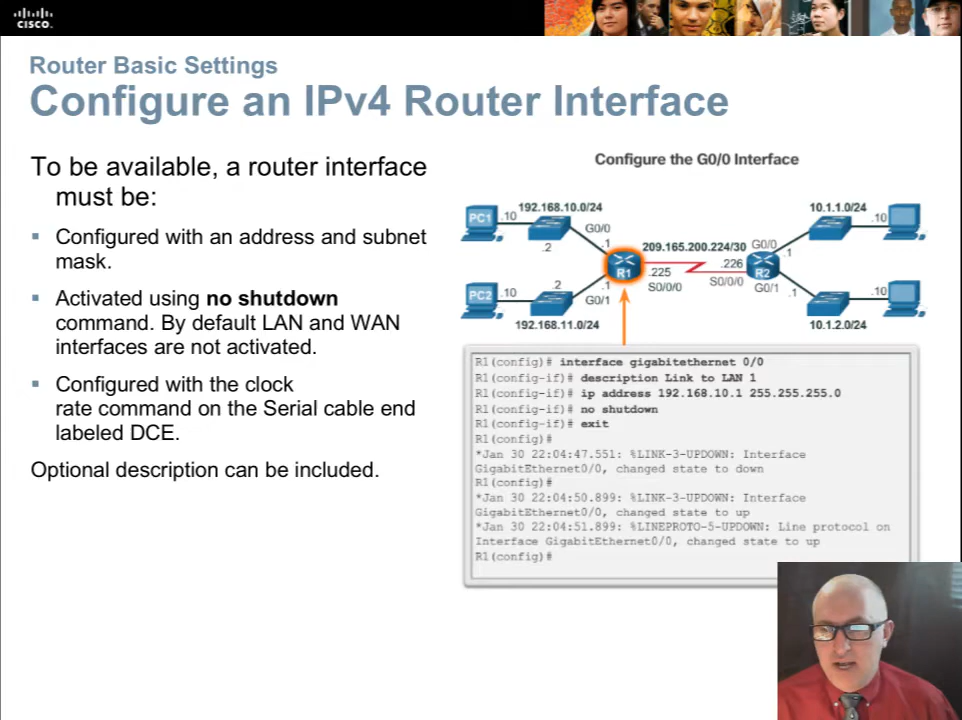 CISCO
Router Basic Settings
Configure an IPv4 Router Interface
To be available, a router interface
must be:
Configured with an address and subnet
mask.
Activated using no shutdown
command. By default LAN and WAN
interfaces are not activated.
Configured with the clock
rate command on the Serial cable end
labeled DCE.
Optional description can be included.
Configure the G0/0 Interface
192.168.10.0/24
PC1
.10
G0/0
.2
.1
209.165.200.224/30
G0/0
10.1.1.0/24
.10
.1
R1
.225
S0/0/0
.226
S0/0/0
R2
G0/1
.1
PC2
.10
.2
.1
G0/1
192.168.11.0/24
.10
10.1.2.0/24
R1(config)# interface gigabitethernet 0/0
R1(config-if)# description Link to LAN 1
R1(config-if)# ip address 192.168.10.1 255.255.255.0
R1(config-if)# no shutdown
R1(config-if)# exit
R1(config)#
*Jan 30 22:04:47.551: %LINK-3-UPDOWN: Interface
GigabitEthernet0/0, changed state to down
R1(config)#
*Jan 30 22:04:50.899: %LINK-3-UPDOWN: Interface
GigabitEthernet0/0, changed state to up
*Jan 30 22:04:51.899: %LINEPROTO-5-UPDOWN: Line protocol on
Interface GigabitEthernet0/0, changed state to up
R1(config)#